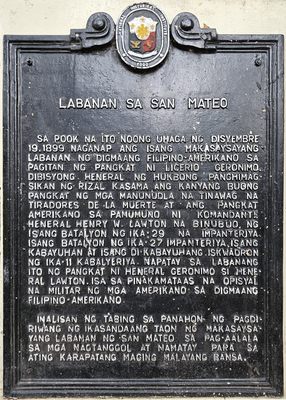 LABANAN SA SAN MATEO
SA POOK NA ITO NOONG UMAGA NG DISYEMBRE
19,1899 NAGANAP ANG ISANG MAKASAYSAYANG
LABANAN NG DIGMAANG FILIPINO-AMERIKANO SA
PAGITAN NG PANGKAT NI LICERIO GERONIMO,
DIBISYONG HENERAL NG HUKBONG PANGHIMAG-
SIKAN NG RIZAL KASAMA ANG KANYANG BUONG
PANGKAT NG MGA MANUNUDLA NA TINAWAG NA
TIRADORES DE LA MUERTE AT ANG PANGKAT
AMERIKANO SA PAMUMUNO NI KOMANDANTE
HENERAL HENRY W. LAWTON NA BINUBUO, NG
ISANG BATALYON NG IKA-29 NA IMPANTERIYA,
ISANG BATALYON NG IKA-27 IMPANTERIYA, ISANG
KABAYUHAN AT ISANG DI-KABAYUHANG ISKWADRON
NG IKA-11 KABALYERIYA. NAPATAY SA LABANANG
ITO NG PANGKAT NI HENERAL GERONIMO SI HENE-
RAL LAWTON, ISA SA PINAKAMATAAS NA OPISYAL
NA MILITAR NG MGA AMERIKANO SA DIGMAANG
FILIPINO-AMERIKANO.
INALISAN NG TABING SA PANAHON NG PAGDI-
RIWANG NG IKASANDAANG TAON NG MAKASAYSA-
YANG LABANAN NG SAN MATEO SA PAG-AALALA
SA MGA NAGTANGGOL AT NAMATAY PARA SA
ATING KARAPATANG MAGING MALAYANG BANSA.